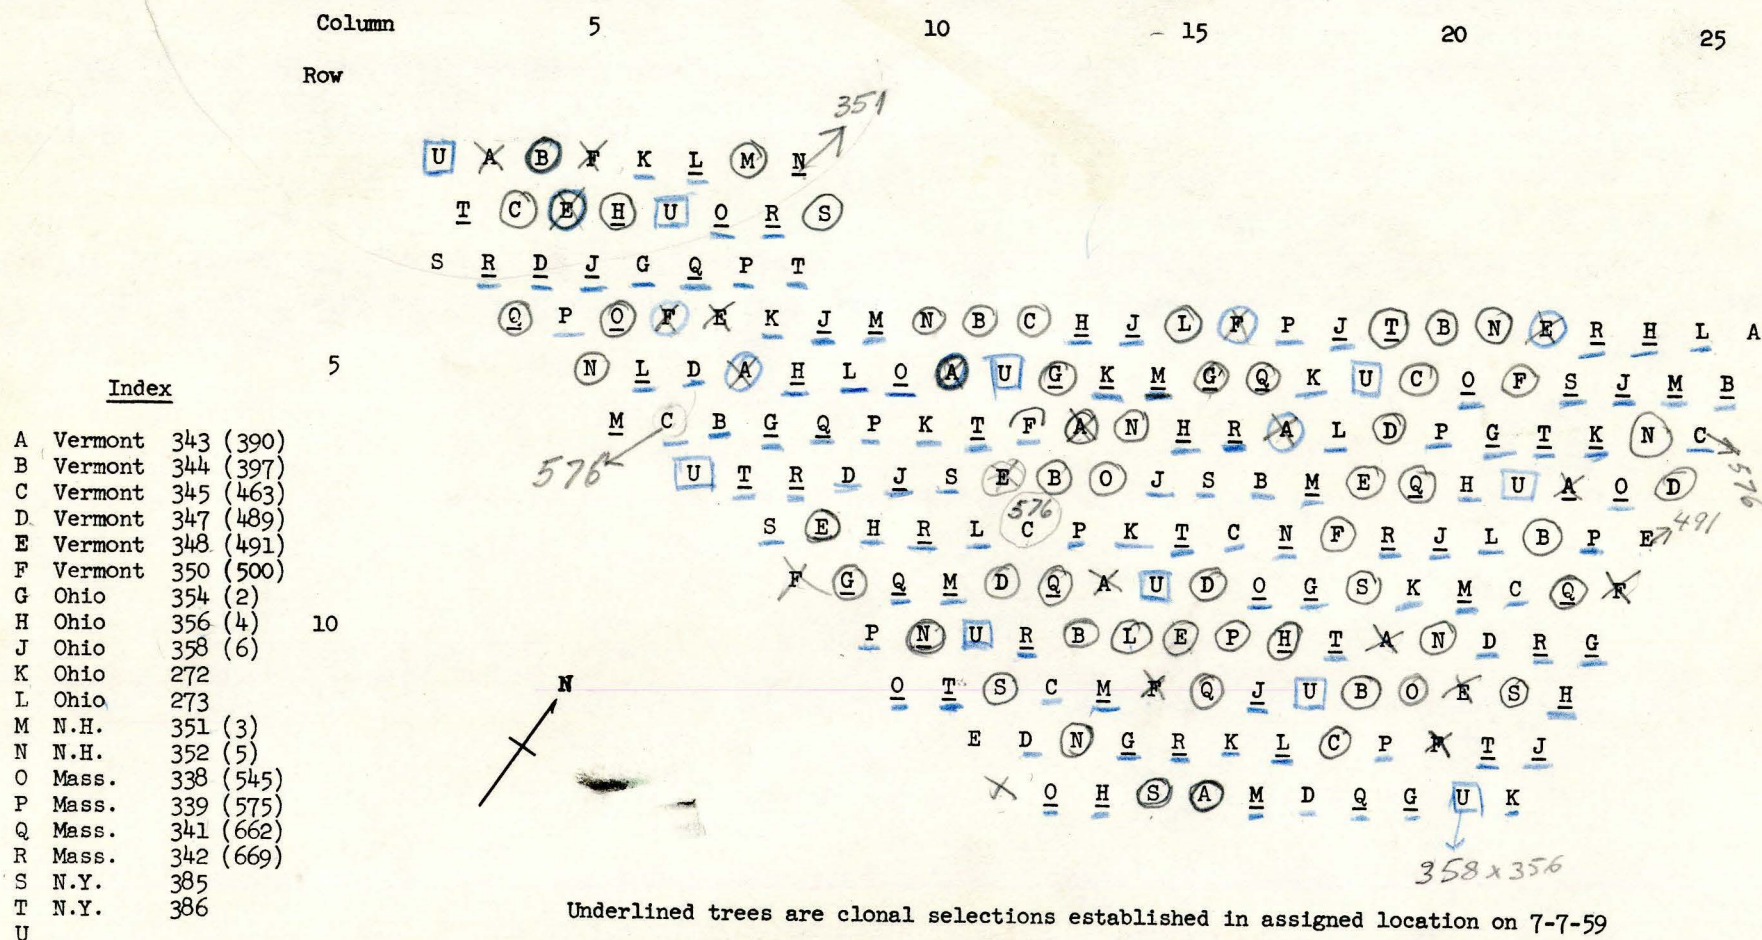 Column 5 10 15 20 25
Row
351
U A B F K L M N
T C E H U O R S
S R D J G Q P T
Q P O F E K J M N B C H J L F P J T B N E R H L A
5 N L D A H L O A U G K M G Q K U C O F S J M B
M C B G Q P K T F A N H R A L D P G T K N C
576 U T R D J S E B O J S B M E Q H U A O D 576
S E H R L C P K T C N F R J L B P E 491
576
F G Q M D Q A U D O G S K M C Q F
10 P N U R B L E P H T A N D R G
N O T S C M F Q J U B O E S H
E D N G R K L C P F T J
O H S A M D Q G U K
358 x 356
Index
A Vermont 343 (390)
B Vermont 344 (397)
C Vermont 345 (463)
D Vermont 347 (489)
E Vermont 348 (491)
F Vermont 350 (500)
G Ohio 354 (2)
H Ohio 356 (4)
J Ohio 358 (6)
K Ohio 272
L Ohio 273
M N.H. 351 (3)
N N.H. 352 (5)
O Mass. 338 (545)
P Mass. 339 (575)
Q Mass. 341 (662)
R Mass. 342 (669)
S N.Y. 385
T N.Y. 386
U
Underlined trees are clonal selections established in assigned location on 7-7-59